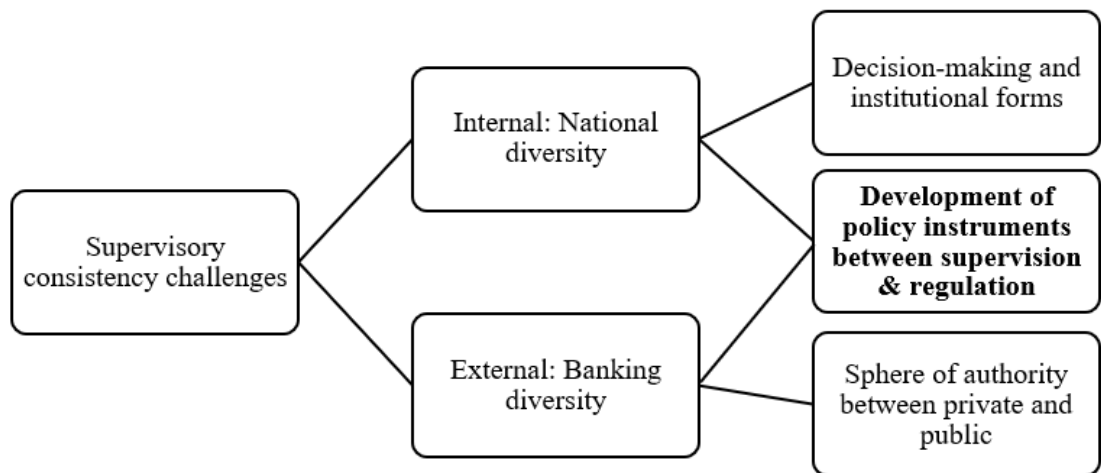 Supervisory
consistency challenges
Internal: National
diversity
External: Banking
diversity
Decision-making and
institutional forms
Development of
policy instruments
between supervision
& regulation
Sphere of authority
between private and
public